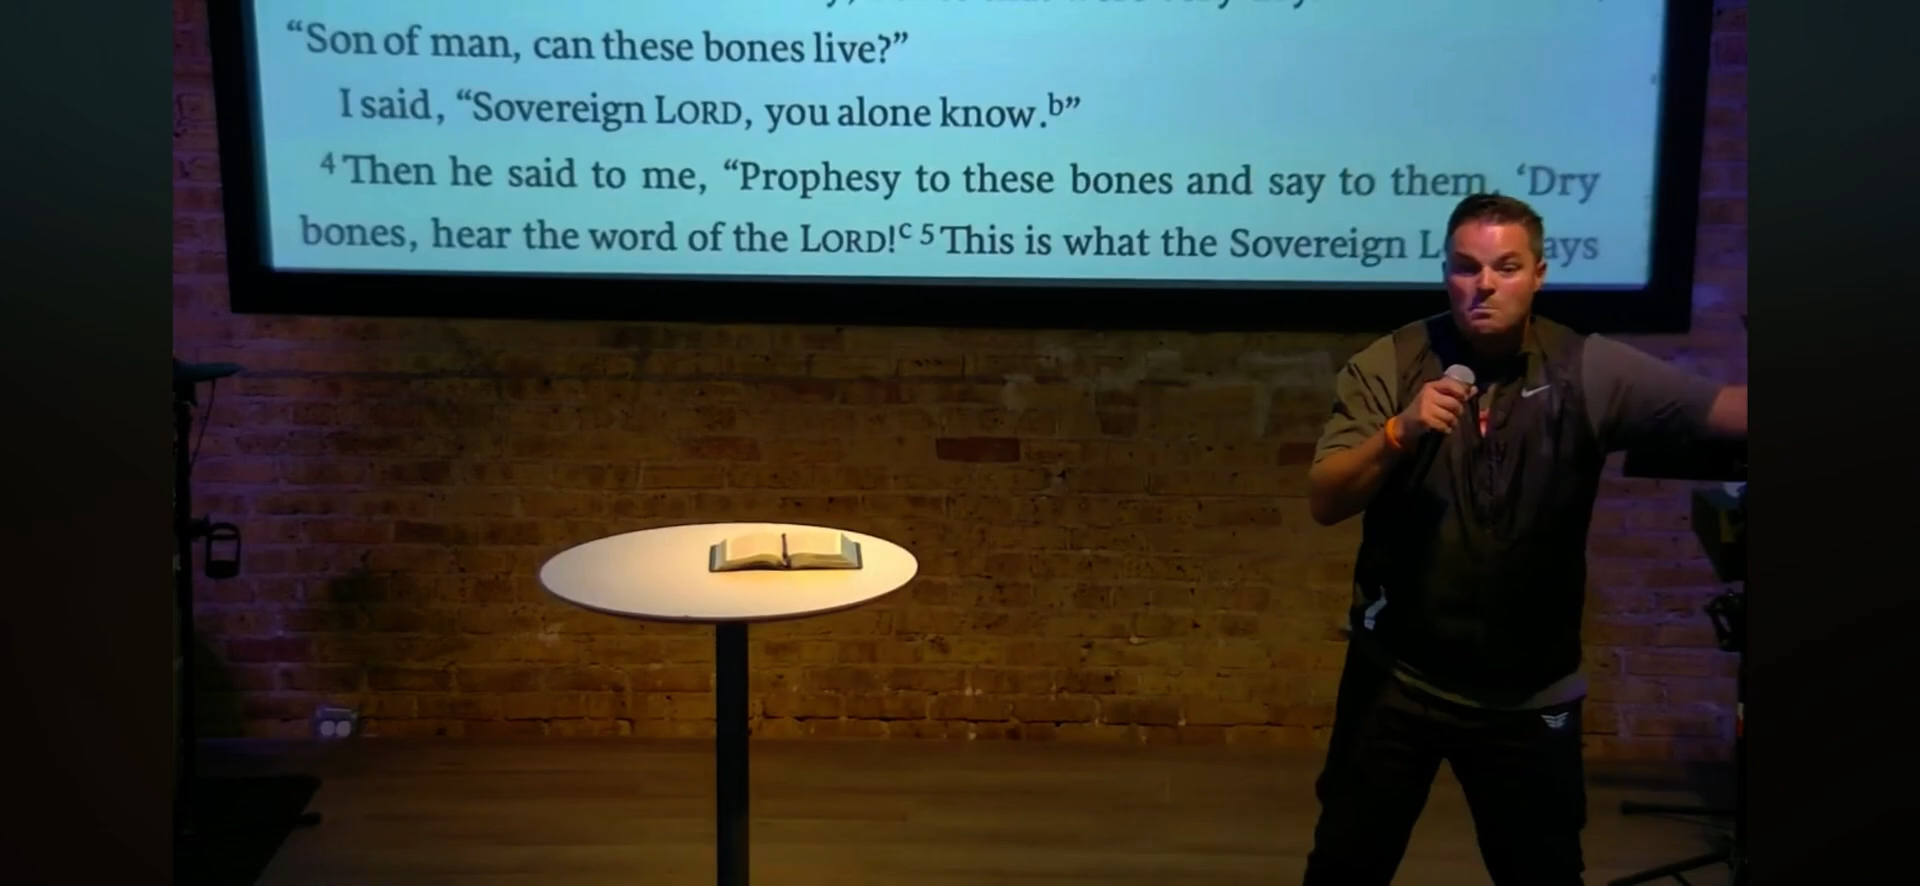 “Son of man, can these bones live?”
I said, “Sovereign LORD, you alone know.b”
4 Then he said to me, “Prophesy to these bones and say to them, ‘Dry
bones, hear the word of the LORD!c 5 This is what the Sovereign